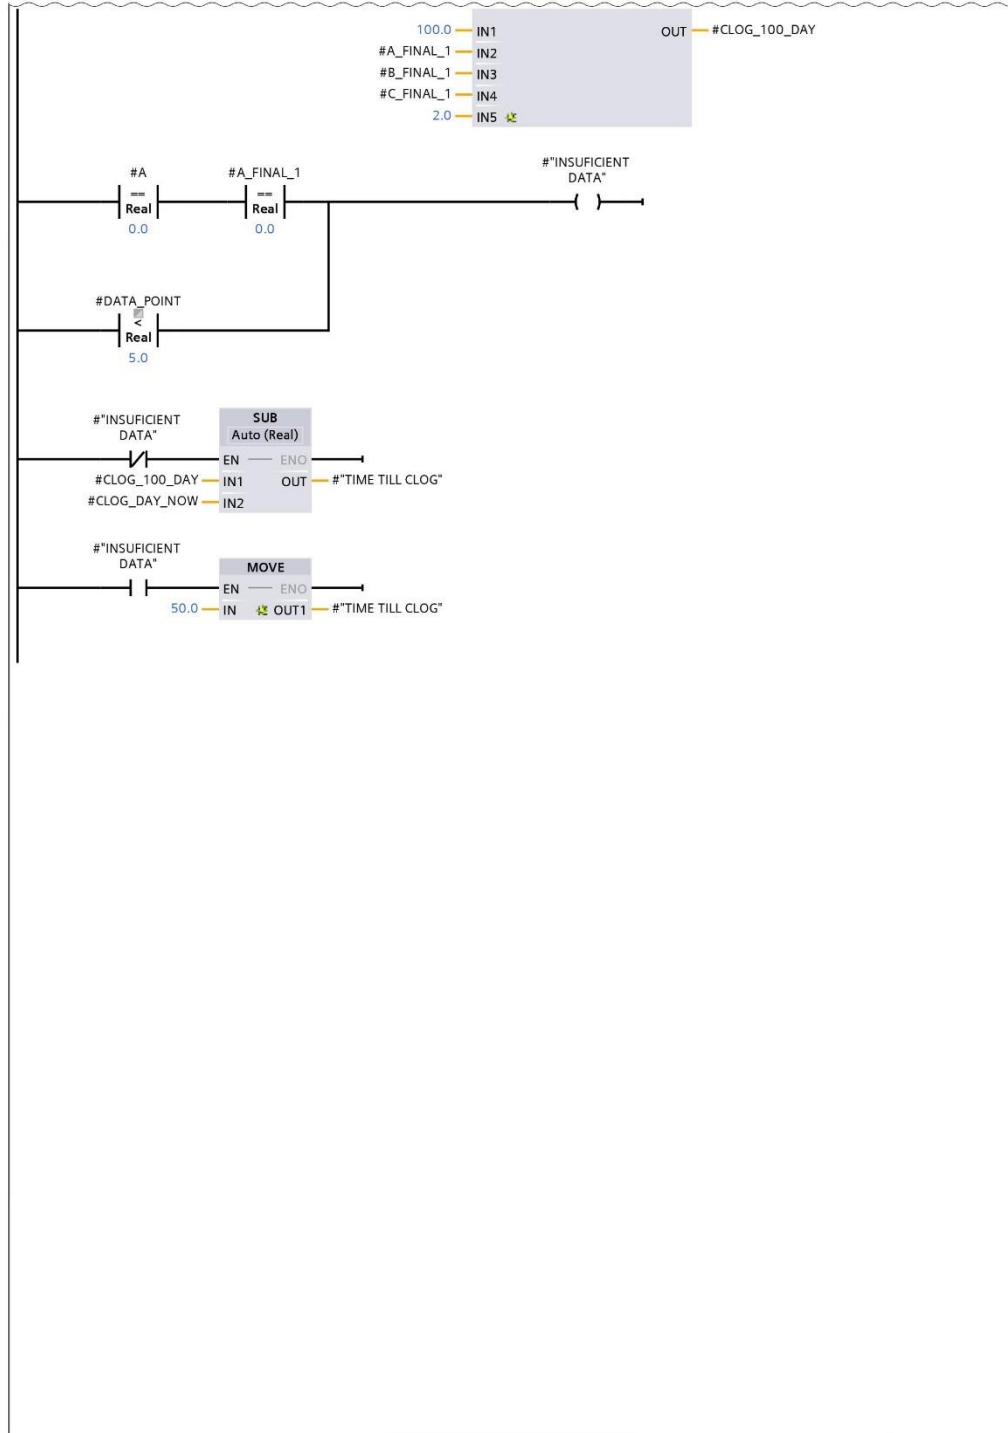 100.0 IN1 OUT #CLOG_100_DAY
#A_FINAL_1 IN2
#B_FINAL_1 IN3
#C_FINAL_1 IN4
2.0 IN5
#"INSUFICIENT
DATA"
#A #A_FINAL_1
== ==
Real Real
0.0 0.0
#DATA_POINT
<
Real
5.0
#"INSUFICIENT
DATA"
SUB
Auto (Real)
EN ENO
#CLOG_100_DAY IN1 OUT #"TIME TILL CLOG"
#CLOG_DAY_NOW IN2
#"INSUFICIENT
DATA"
MOVE
EN ENO
50.0 IN OUT1 #"TIME TILL CLOG"